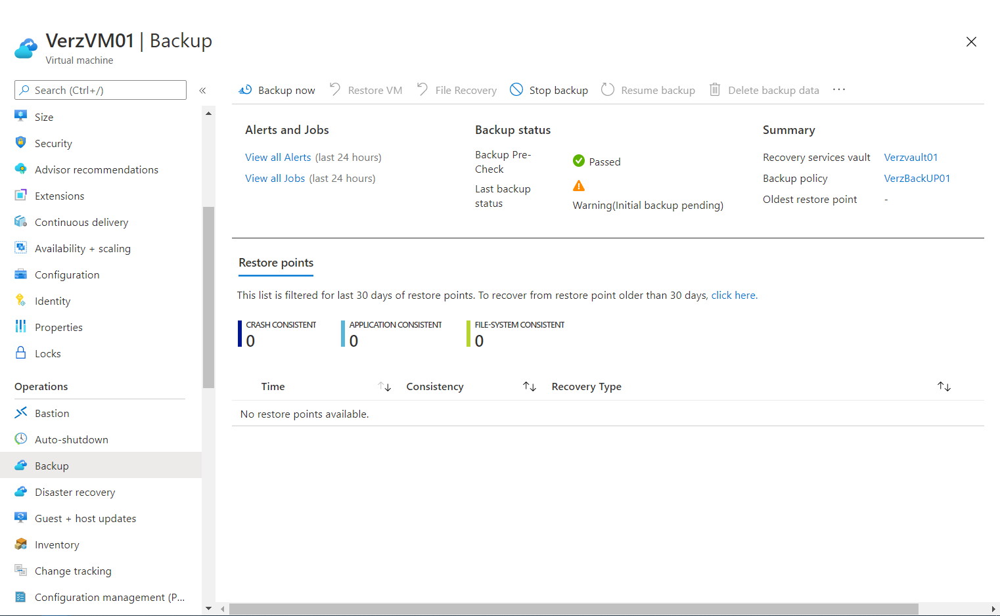 VerzVM01 | Backup
Virtual machine
Search (Ctrl+/)
«
Size
Security
Advisor recommendations
Extensions
Continuous delivery
Availability + scaling
Configuration
Identity
Properties
Locks
Operations
Bastion
Auto-shutdown
Backup
Disaster recovery
Guest + host updates
Inventory
Change tracking
Configuration management (P...
Backup now
Restore VM
File Recovery
Stop backup
Resume backup
Delete backup data
···
Alerts and Jobs
View all Alerts (last 24 hours)
View all Jobs (last 24 hours)
Backup status
Backup Pre-
Check
Passed
Last backup
status
Warning(Initial backup pending)
Summary
Recovery services vault Verzvault01
Backup policy VerzBackUP01
Oldest restore point -
Restore points
This list is filtered for last 30 days of restore points. To recover from restore point older than 30 days, click here.
CRASH CONSISTENT
0
APPLICATION CONSISTENT
0
FILE-SYSTEM CONSISTENT
0
Time Consistency Recovery Type
No restore points available.